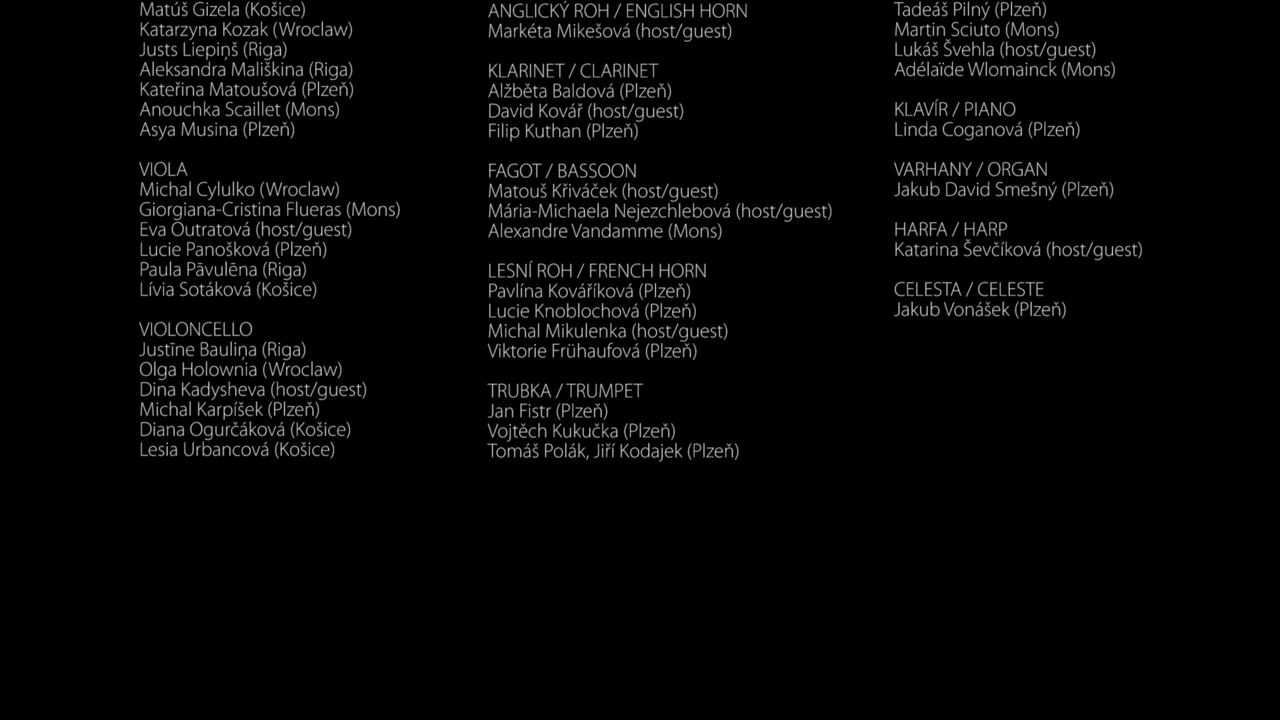 Matúš Gizela (Košice)
Katarzyna Kozak (Wroclaw)
Justs Liepiņš (Riga)
Aleksandra Mališkina (Riga)
Kateřina Matoušová (Plzeň)
Anouchka Scaillet (Mons)
Asya Musina (Plzeň)
VIOLA
Michal Cylulko (Wroclaw)
Giorgiana-Cristina Flueras (Mons)
Eva Outratová (host/guest)
Lucie Panošková (Plzeň)
Paula Pāvulēna (Riga)
Lívia Sotáková (Košice)
VIOLONCELLO
Justīne Bauliņa (Riga)
Olga Holownia (Wroclaw)
Dina Kadysheva (host/guest)
Michal Karpíšek (Plzeň)
Diana Ogurčáková (Košice)
Lesia Urbancová (Košice)
ANGLICKÝ ROH / ENGLISH HORN
Markéta Mikešová (host/guest)
KLARINET / CLARINET
Alžběta Baldová (Plzeň)
David Kovář (host/guest)
Filip Kuthan (Plzeň)
FAGOT / BASSOON
Matouš Křiváček (host/guest)
Mária-Michaela Nejezchlebová (host/guest)
Alexandre Vandamme (Mons)
LESNÍ ROH / FRENCH HORN
Pavlína Kováříková (Plzeň)
Lucie Knoblochová (Plzeň)
Michal Mikulenka (host/guest)
Viktorie Frühaufová (Plzeň)
TRUBKA / TRUMPET
Jan Fistr (Plzeň)
Vojtěch Kukučka (Plzeň)
Tomáš Polák, Jiří Kodajek (Plzeň)
Tadeáš Pilný (Plzeň)
Martin Sciuto (Mons)
Lukáš Švehla (host/guest)
Adélaïde Wlomainck (Mons)
KLAVÍR / PIANO
Linda Coganová (Plzeň)
VARHANY / ORGAN
Jakub David Smešný (Plzeň)
HARFA / HARP
Katarina Ševčíková (host/guest)
CELESTA / CELESTE
Jakub Vonášek (Plzeň)